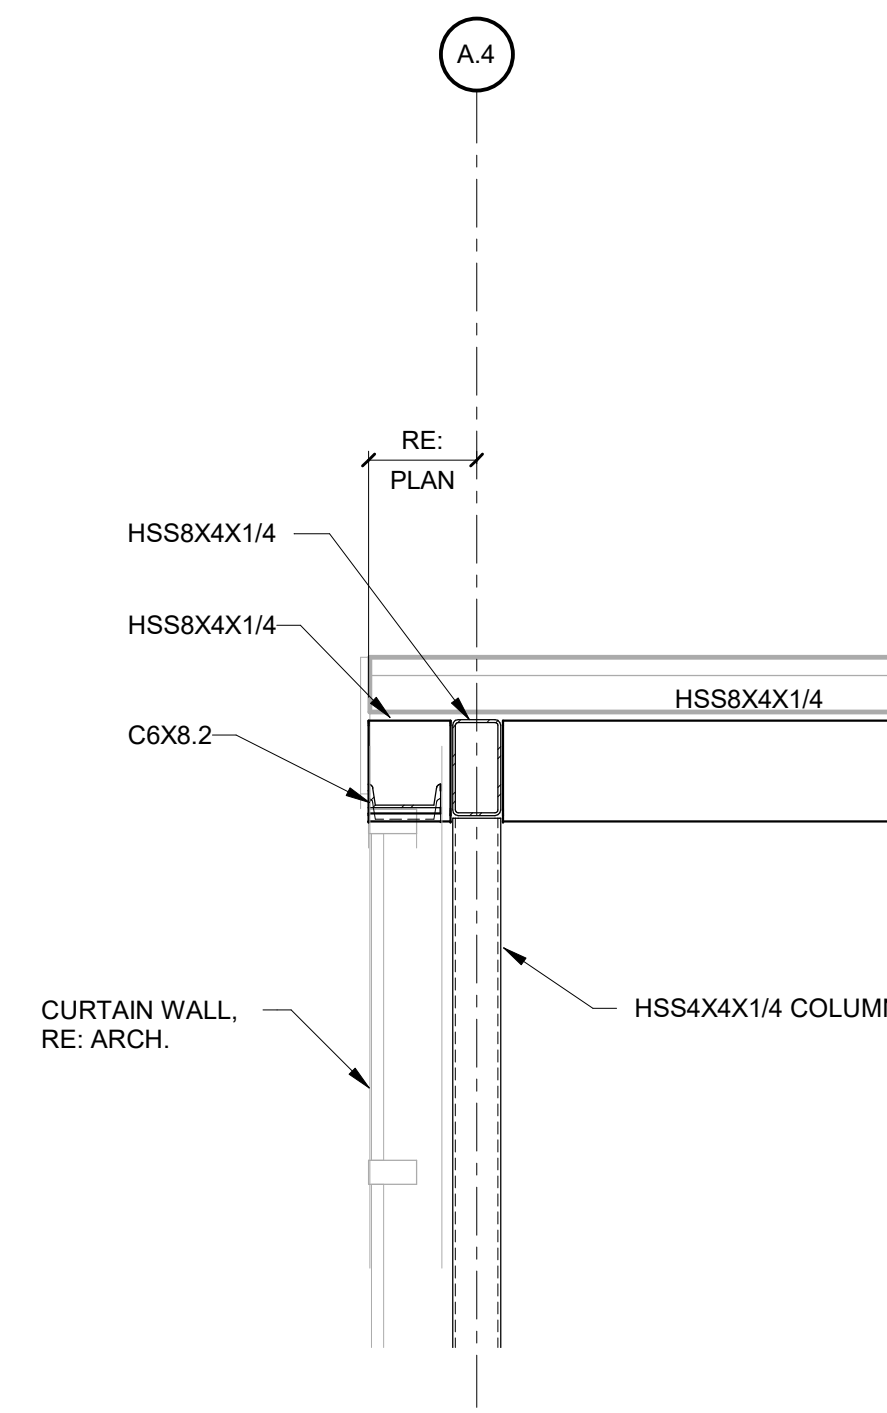 A.4
RE:
PLAN
HSS8X4X1/4
HSS8X4X1/4
HSS8X4X1/4
C6X8.2
CURTAIN WALL,
RE: ARCH.
HSS4X4X1/4 COLUMN